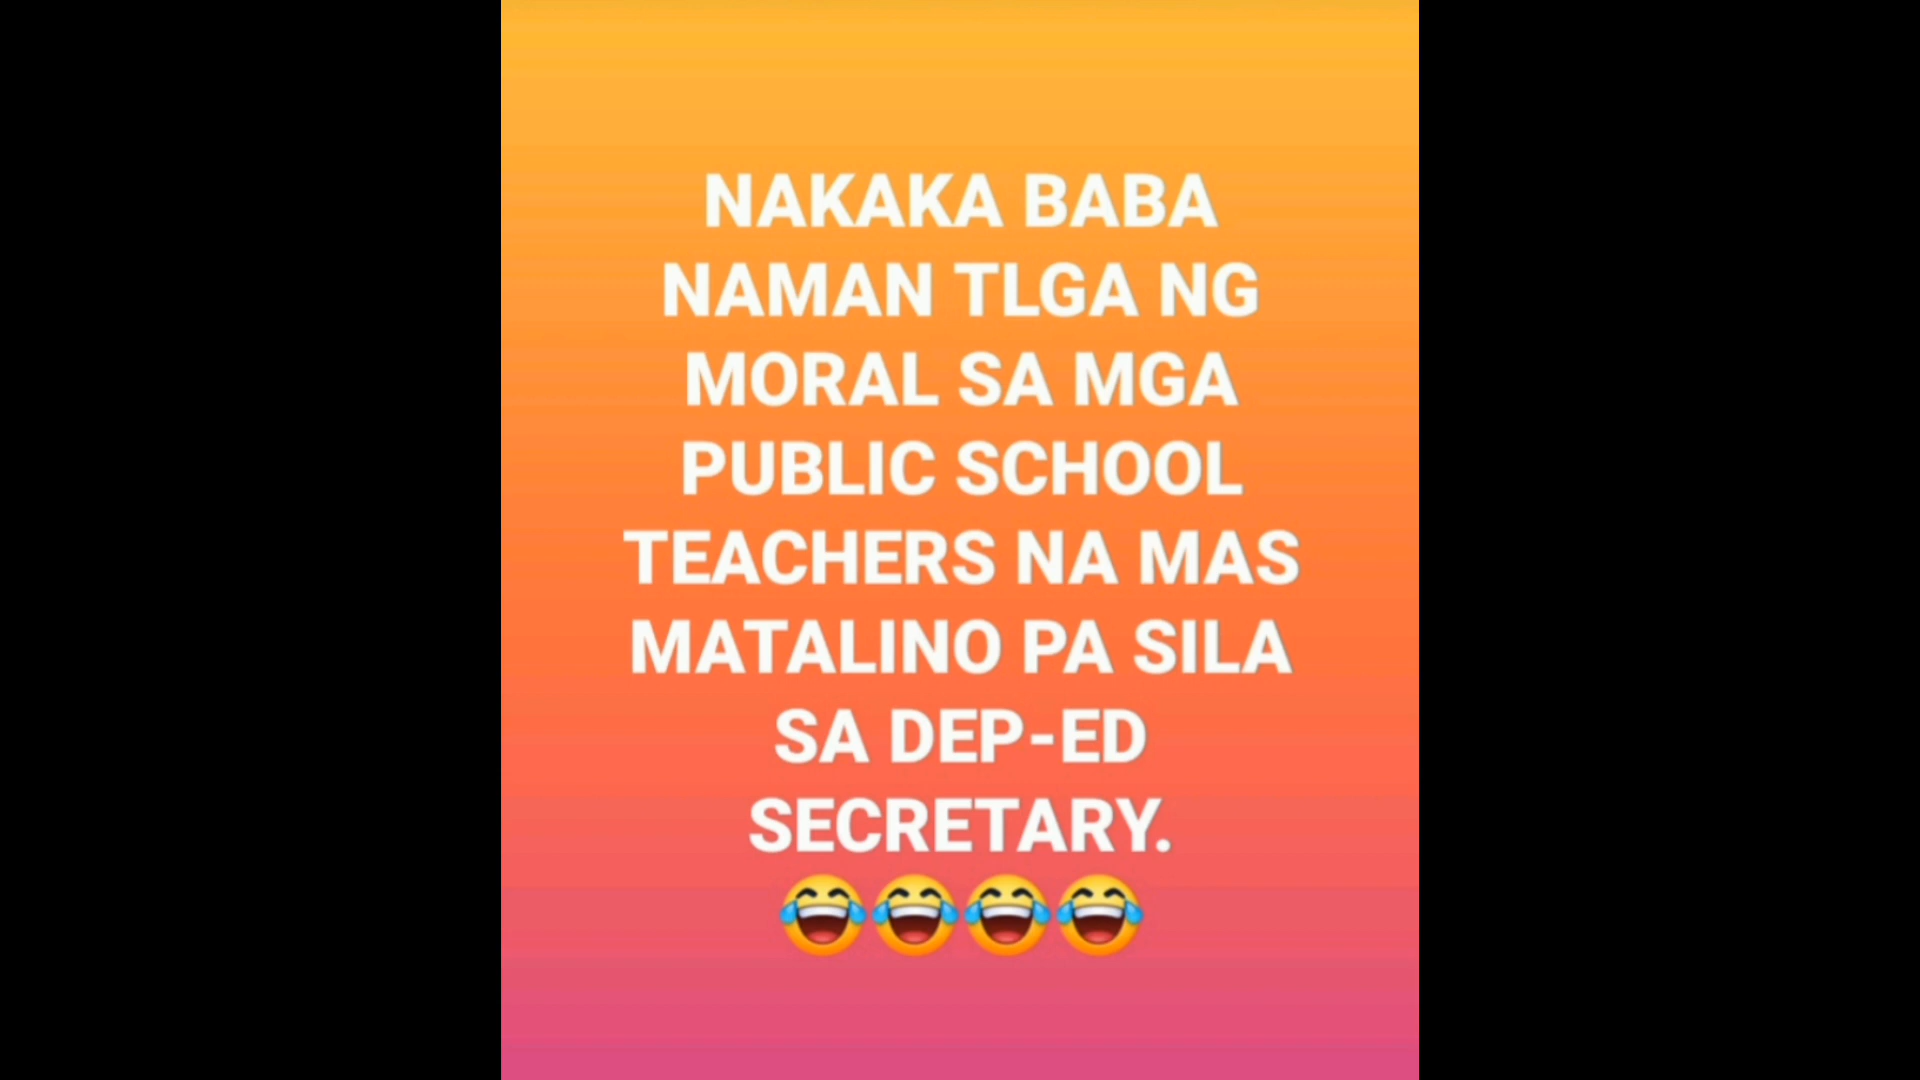 NAKAKA BABA
NAMAN TLGA NG
MORAL SA MGA
PUBLIC SCHOOL
TEACHERS NA MAS
MATALINO PA SILA
SA DEP-ED
SECRETARY.
😂😂😂😂